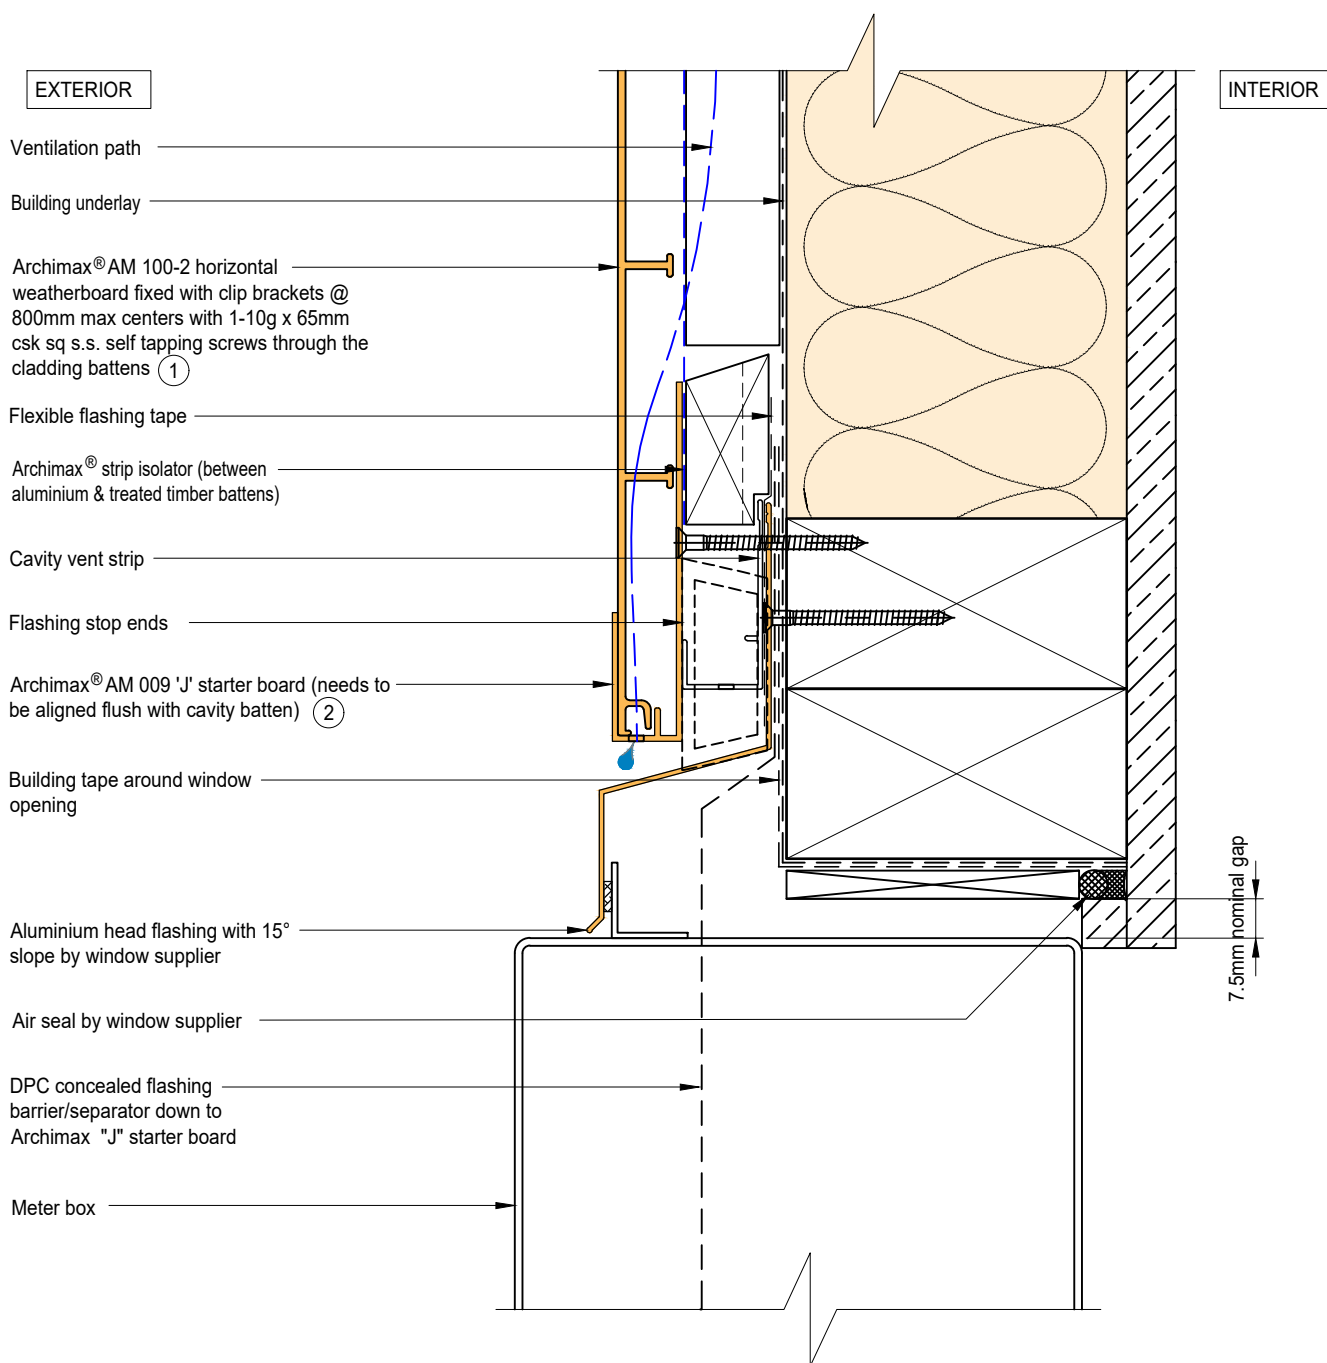 EXTERIOR
INTERIOR
Ventilation path
Building underlay
Archimax® AM 100-2 horizontal
weatherboard fixed with clip brackets @
800mm max centers with 1-10g x 65mm
csk sq s.s. self tapping screws through the
cladding battens 1
Flexible flashing tape
Archimax® strip isolator (between
aluminium & treated timber battens)
Cavity vent strip
Flashing stop ends
Archimax® AM 009 'J' starter board (needs to
be aligned flush with cavity batten) 2
Building tape around window
opening
Aluminium head flashing with 15°
slope by window supplier
7.5mm nominal gap
Air seal by window supplier
DPC concealed flashing
barrier/separator down to
Archimax "J" starter board
Meter box